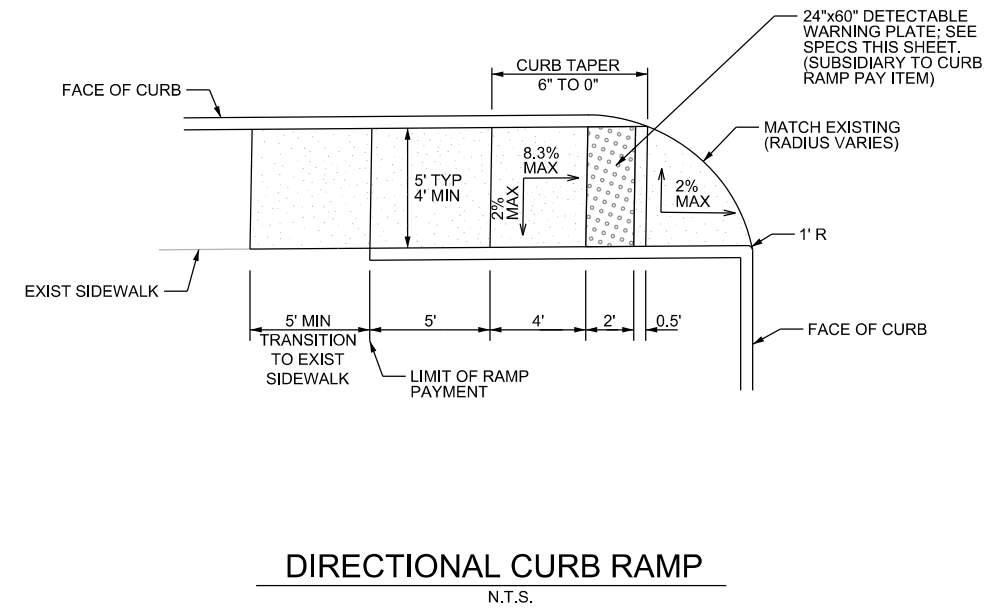 24"x60" DETECTABLE
WARNING PLATE; SEE
SPECS THIS SHEET.
(SUBSIDIARY TO CURB
RAMP PAY ITEM)
CURB TAPER
6" TO 0"
FACE OF CURB
MATCH EXISTING
(RADIUS VARIES)
8.3%
MAX
5' TYP
4' MIN
2%
MAX
2%
MAX
1' R
EXIST SIDEWALK
5' MIN
TRANSITION
TO EXIST
SIDEWALK
5'
4'
2'
0.5'
FACE OF CURB
LIMIT OF RAMP
PAYMENT
DIRECTIONAL CURB RAMP
N.T.S.